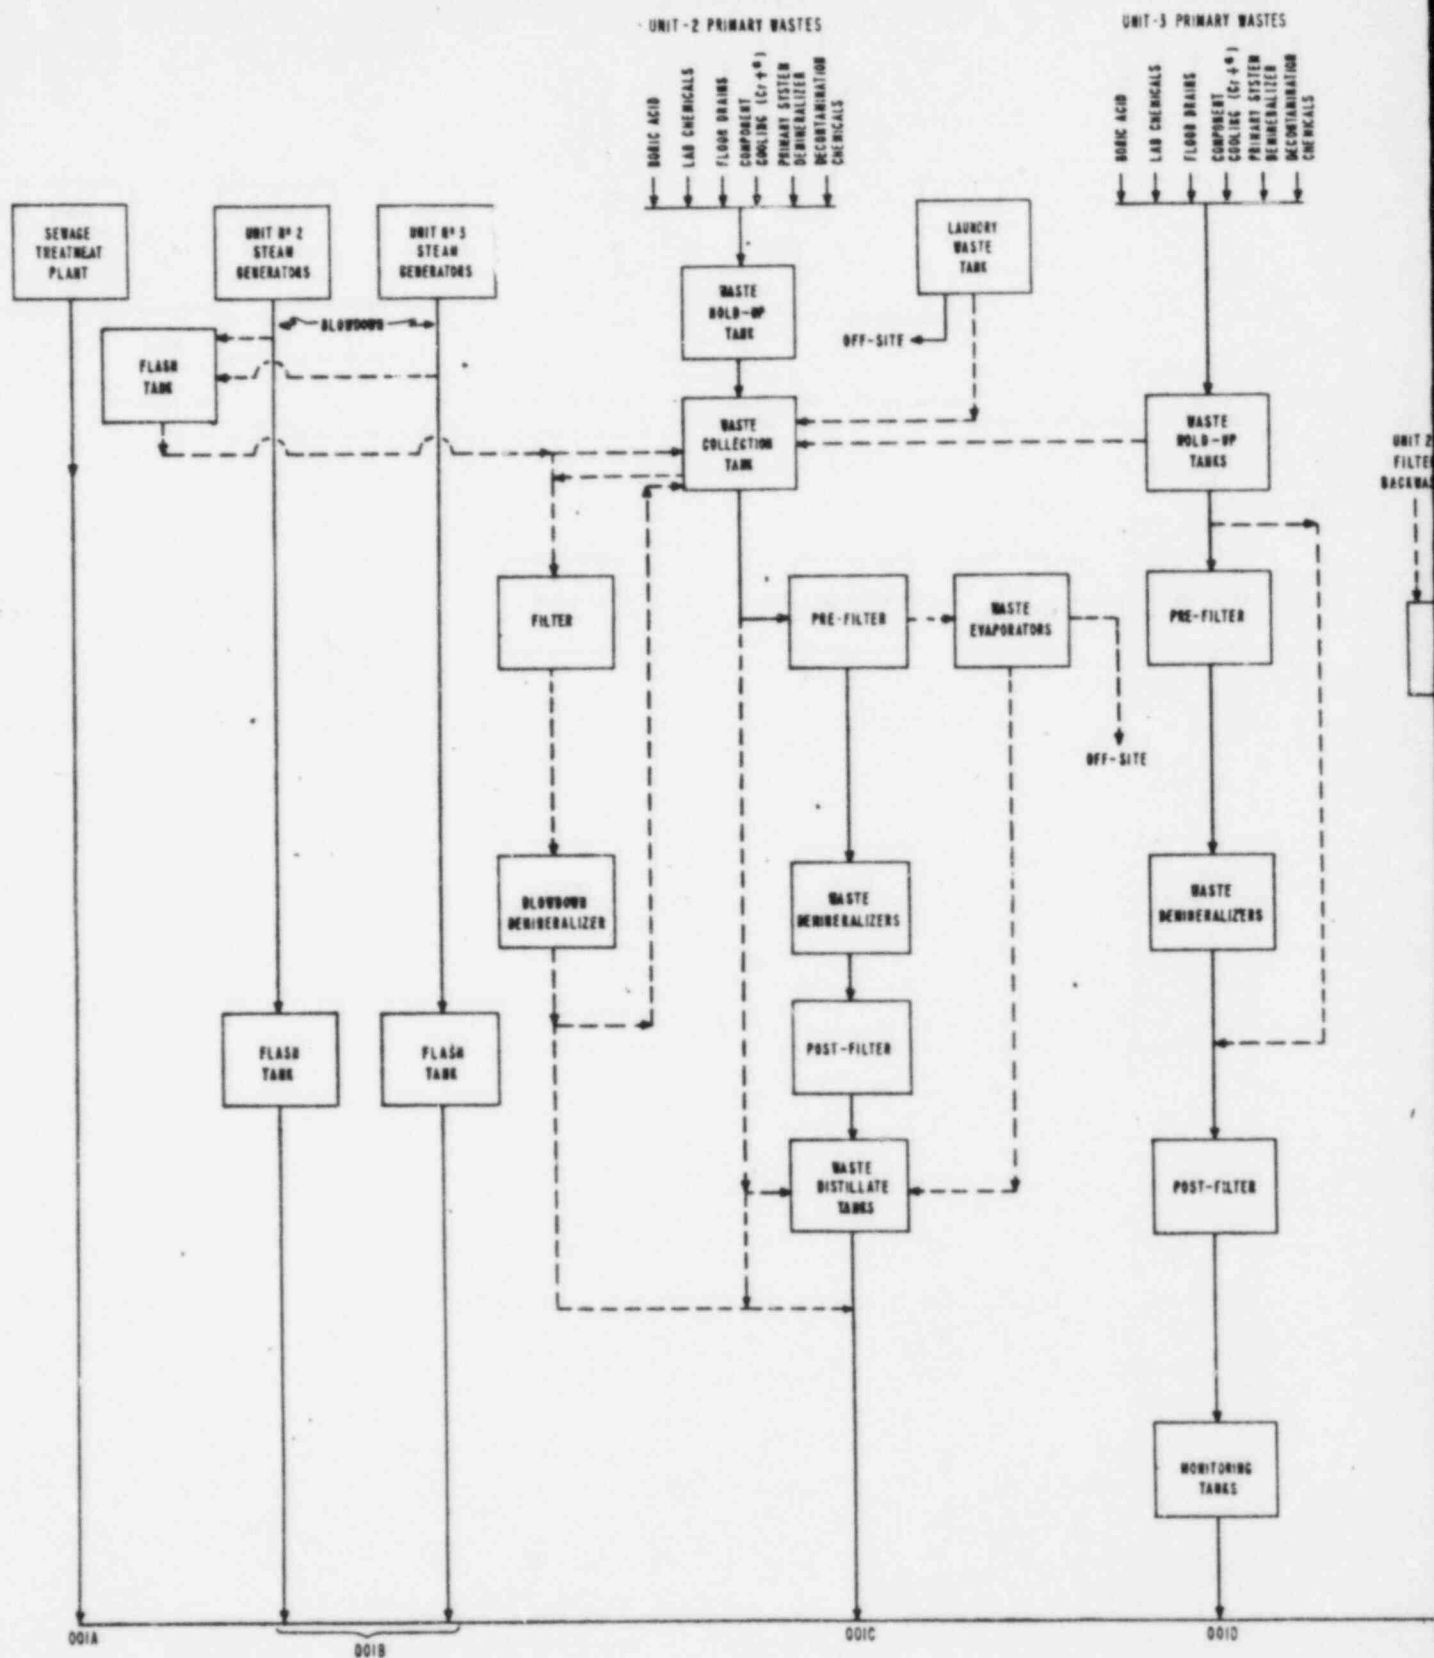 UNIT-2 PRIMARY WASTES
UNIT-3 PRIMARY WASTES
BORIC ACID
LAB CHEMICALS
FLOOR DRAINS
COMPONENT
COOLING (Cr+6)
PRIMARY SYSTEM
DEMINERALIZER
DECONTAMINATION
CHEMICALS
BORIC ACID
LAB CHEMICALS
FLOOR DRAINS
COMPONENT
COOLING (Cr+6)
PRIMARY SYSTEM
DEMINERALIZER
DECONTAMINATION
CHEMICALS
SEWAGE
TREATMENT
PLANT
UNIT Nº 2
STEAM
GENERATORS
UNIT Nº 3
STEAM
GENERATORS
LAUNDRY
WASTE
TANK
BLOWDOWN
FLASH
TANK
WASTE
HOLD-UP
TANK
OFF-SITE
WASTE
COLLECTION
TANK
WASTE
HOLD-UP
TANKS
UNIT 2
FILTER
BACKWAS
FILTER
PRE-FILTER
WASTE
EVAPORATORS
PRE-FILTER
OFF-SITE
BLOWDOWN
DEMINERALIZER
WASTE
DEMINERALIZERS
WASTE
DEMINERALIZERS
FLASH
TANK
FLASH
TANK
POST-FILTER
WASTE
DISTILLATE
TANKS
POST-FILTER
MONITORING
TANKS
001A
001B
001C
001D